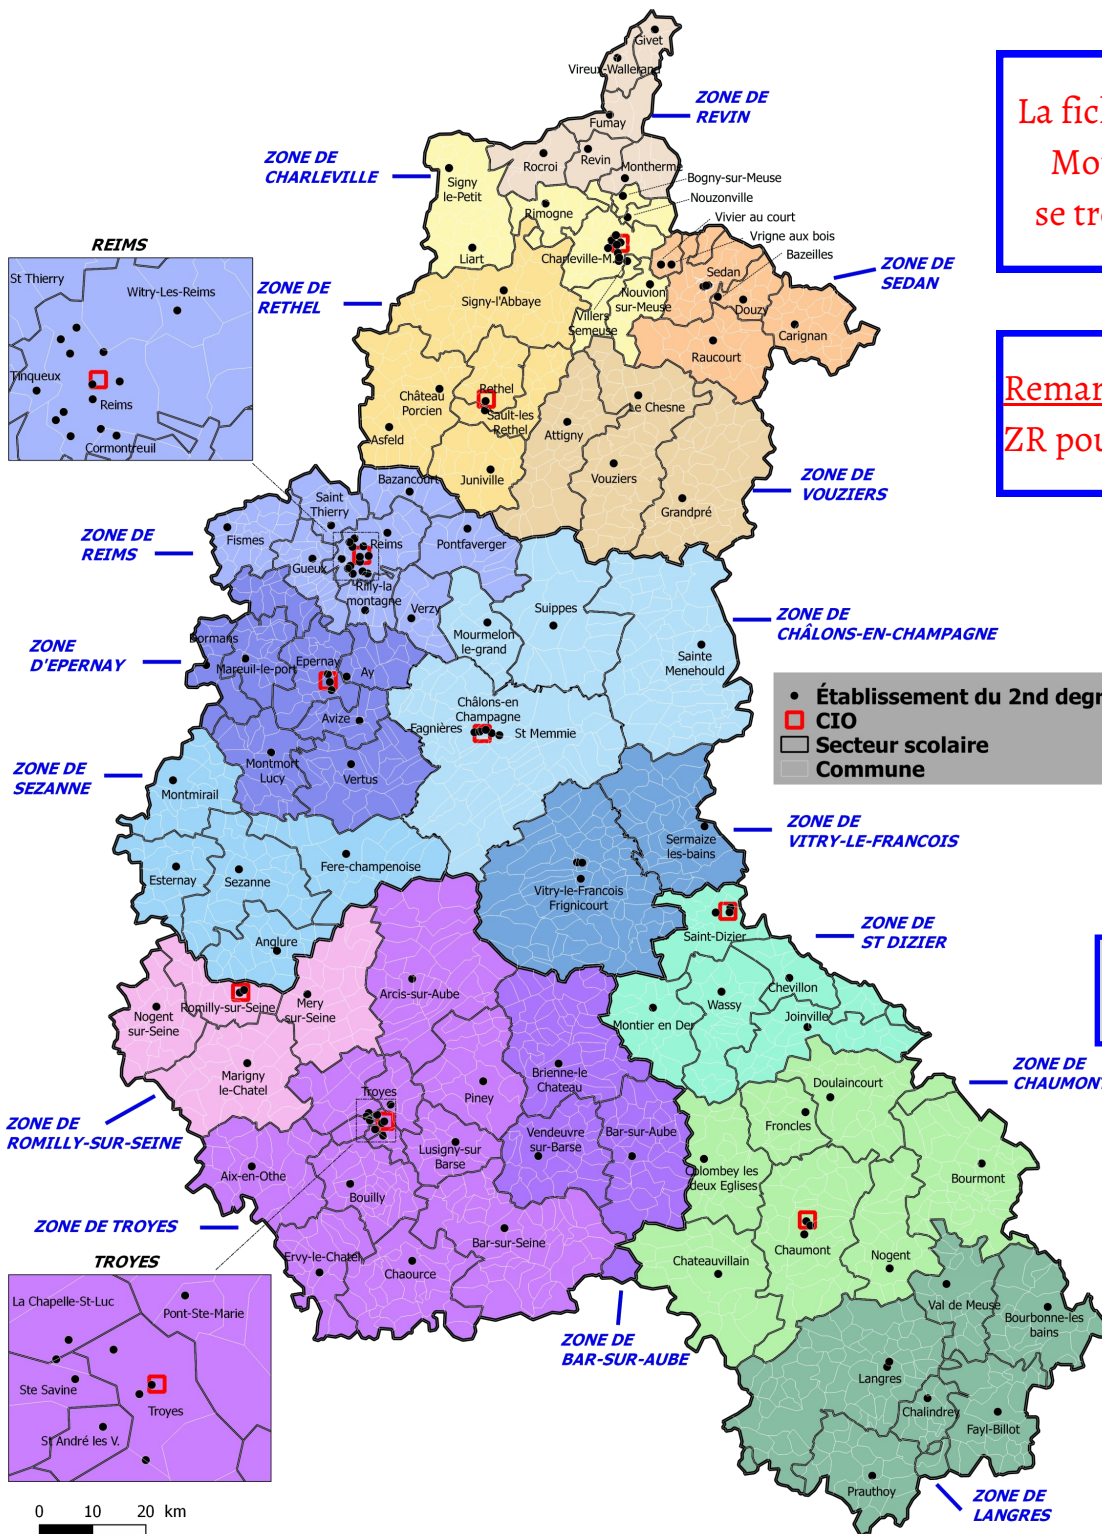 Givet
Vireux-Wallerand
ZONE DE
REVIN
Fumay
La fich
Mou
se tro
ZONE DE
CHARLEVILLE
Signy
le-Petit
Rocroi
Revin
Montherme
Bogny-sur-Meuse
Nouzonville
Rimogne
Vivier au court
Vrigne aux bois
Bazeilles
REIMS
Liart
Charleville-M.
Sedan
ZONE DE
SEDAN
St Thierry
Witry-Les-Reims
ZONE DE
RETHEL
Signy-l'Abbaye
Nouvion
sur-Meuse
Douzy
Villers
Semeuse
Carignan
Raucourt
Tinqueux
Reims
Cormontreuil
Château
Porcien
Rethel
Sault-les
Rethel
Le Chesne
Remar
ZR pou
Asfeld
Attigny
Juniville
Vouziers
ZONE DE
VOUZIERS
Grandpré
Bazancourt
Saint
Thierry
ZONE DE
REIMS
Fismes
Reims
Pontfaverger
Gueux
Rilly-la
montagne
Verzy
Suippes
ZONE DE
CHÂLONS-EN-CHAMPAGNE
Mourmelon
le-grand
ZONE
D'EPERNAY
Dormans
Mareuil-le-port
Epernay
Ay
Sainte
Menehould
Avize
Châlons-en
Champagne
Fagnières
St Memmie
Établissement du 2nd degr
CIO
Secteur scolaire
Commune
ZONE DE
SEZANNE
Montmort
Lucy
Vertus
Montmirail
ZONE DE
VITRY-LE-FRANCOIS
Sermaize
les-bains
Esternay
Sezanne
Fere-champenoise
Vitry-le-Francois
Frignicourt
Anglure
Saint-Dizier
ZONE DE
ST DIZIER
Nogent
sur-Seine
Romilly-sur-Seine
Mery
sur-Seine
Arcis-sur-Aube
Chevillon
Wassy
Montier en Der
Joinville
Marigny
le-Chatel
Brienne-le
Chateau
ZONE DE
CHAUMONT
Doulaincourt
Troyes
Piney
Froncles
ZONE DE
ROMILLY-SUR-SEINE
Vendeuvre
sur-Barse
Bar-sur-Aube
Lusigny-sur
Barse
Aix-en-Othe
Colombey les
deux Eglises
Bourmont
Bouilly
ZONE DE TROYES
Bar-sur-Seine
Chaumont
TROYES
Ervy-le-Chatel
Chaource
Chateauvillain
Nogent
La Chapelle-St-Luc
Pont-Ste-Marie
Val de Meuse
Bourbonne-les
bains
ZONE DE
BAR-SUR-AUBE
Ste Savine
Troyes
Langres
Chalindrey
Fayl-Billot
St André les V.
Prauthoy
ZONE DE
LANGRES
0 10 20 km